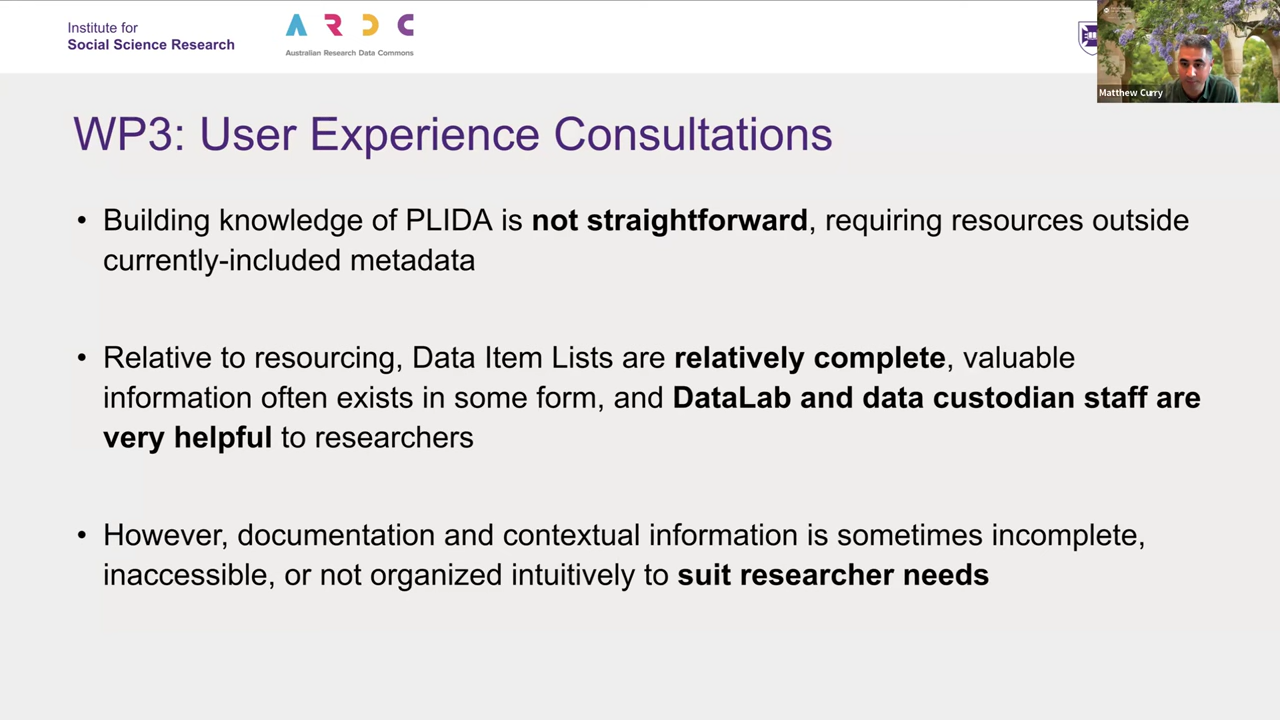 Institute for
Social Science Research
ARDC
Australian Research Data Commons
Matthew Curry
WP3: User Experience Consultations
• Building knowledge of PLIDA is not straightforward, requiring resources outside
currently-included metadata
• Relative to resourcing, Data Item Lists are relatively complete, valuable
information often exists in some form, and DataLab and data custodian staff are
very helpful to researchers
• However, documentation and contextual information is sometimes incomplete,
inaccessible, or not organized intuitively to suit researcher needs